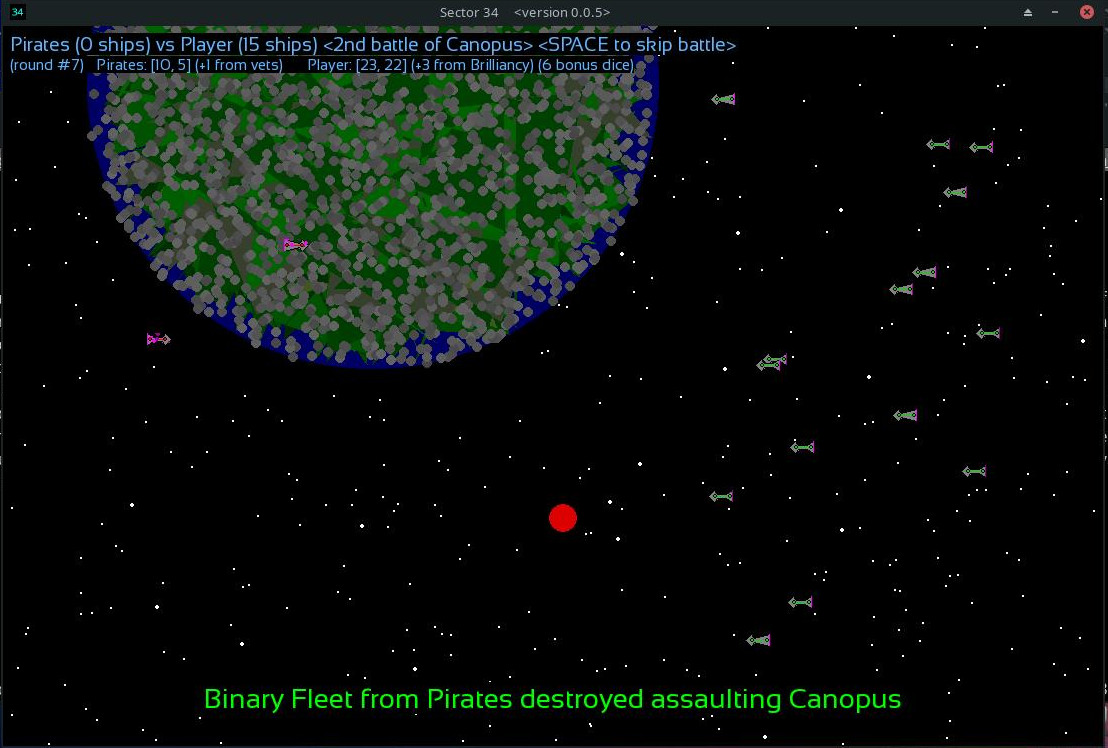 34
Sector 34 <version 0.0.5>
Pirates (0 ships) vs Player (15 ships) <2nd battle of Canopus> <SPACE to skip battle>
(round #7) Pirates: [10, 5] (+1 from vets) Player: [23, 22] (+3 from Brilliancy) (6 bonus dice)
Binary Fleet from Pirates destroyed assaulting Canopus